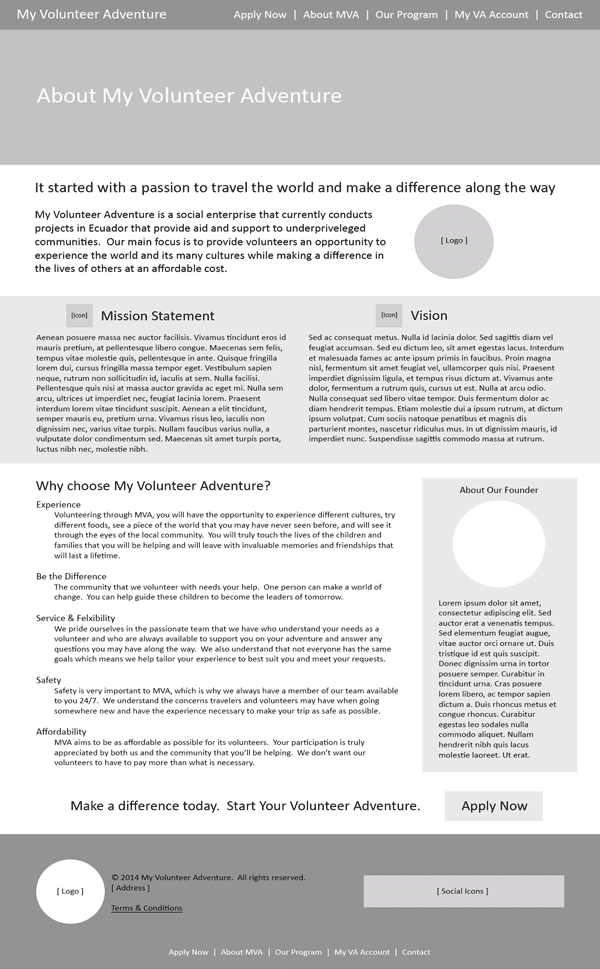 My Volunteer Adventure
Apply Now | About MVA | Our Program | My VA Account | Contact
About My Volunteer Adventure
It started with a passion to travel the world and make a difference along the way
My Volunteer Adventure is a social enterprise that currently conducts
projects in Ecuador that provide aid and support to underpriveleged
communities. Our main focus is to provide volunteers an opportunity to
experience the world and its many cultures while making a difference in
the lives of others at an affordable cost.
[ Logo ]
[Icon] Mission Statement
Aenean posuere massa nec auctor facilisis. Vivamus tincidunt eros id
mauris pretium, at pellentesque libero congue. Maecenas sem felis,
tempus vitae molestie quis, pellentesque in ante. Quisque fringilla
lorem dui, cursus fringilla massa tempor eget. Vestibulum sapien
neque, rutrum non sollicitudin id, iaculis at sem. Nulla facilisi.
Pellentesque quis nisi at massa auctor gravida ac eget mi. Nulla sem
arcu, ultrices ut imperdiet nec, feugiat lacinia lorem. Praesent
interdum lorem vitae tincidunt suscipit. Aenean a elit tincidunt,
semper mauris eu, pretium urna. Vivamus risus leo, iaculis non
dignissim nec, varius vitae turpis. Nullam faucibus varius nulla, a
vulputate dolor condimentum sed. Maecenas sit amet turpis porta,
luctus nibh nec, molestie nibh.
[Icon] Vision
Sed ac consequat metus. Nulla id lacinia dolor. Sed sagittis diam vel
feugiat accumsan. Sed eu dictum leo, sit amet egestas lacus. Interdum
et malesuada fames ac ante ipsum primis in faucibus. Proin magna
nisl, fermentum sit amet feugiat vel, ullamcorper quis nisi. Praesent
imperdiet dignissim ligula, et tempus risus dictum at. Vivamus ante
dolor, fermentum a rutrum quis, cursus ut est. Nulla at arcu odio.
Nulla consequat sed libero vitae tempor. Duis fermentum dolor ac
diam hendrerit tempus. Etiam molestie dui a ipsum rutrum, at dictum
ipsum volutpat. Cum sociis natoque penatibus et magnis dis
parturient montes, nascetur ridiculus mus. In ut dignissim mauris, id
imperdiet nunc. Suspendisse sagittis commodo massa at rutrum.
Why choose My Volunteer Adventure?
Experience
Volunteering through MVA, you will have the opportunity to experience different cultures, try
different foods, see a piece of the world that you may have never seen before, and will see it
through the eyes of the local community. You will truly touch the lives of the children and
families that you will be helping and will leave with invaluable memories and friendships that
will last a lifetime.
Be the Difference
The community that we volunteer with needs your help. One person can make a world of
change. You can help guide these children to become the leaders of tomorrow.
Service & Felxibility
We pride ourselves in the passionate team that we have who understand your needs as a
volunteer and who are always available to support you on your adventure and answer any
questions you may have along the way. We also understand that not everyone has the same
goals which means we help tailor your experience to best suit you and meet your requests.
Safety
Safety is very important to MVA, which is why we always have a member of our team available
to you 24/7. We understand the concerns travelers and volunteers may have when going
somewhere new and have the experience necessary to make your trip as safe as possible.
Affordability
MVA aims to be as affordable as possible for its volunteers. Your participation is truly
appreciated by both us and the community that you'll be helping. We don't want our
volunteers to have to pay more than what is necessary.
About Our Founder
Lorem ipsum dolor sit amet,
consectetur adipiscing elit. Sed
auctor erat a venenatis tempus.
Sed elementum feugiat augue,
vitae auctor orci ornare ut. Duis
tristique id est quis suscipit.
Donec dignissim urna in tortor
posuere semper. Curabitur in
tincidunt urna. Cras posuere
lorem libero, ac tempor sapien
dictum a. Duis rhoncus metus et
congue rhoncus. Curabitur
egestas leo sodales nulla
commodo aliquet. Nullam
hendrerit nibh quis lacus
molestie laoreet. Ut erat.
Make a difference today. Start Your Volunteer Adventure.
Apply Now
[ Logo ]
© 2014 My Volunteer Adventure. All rights reserved.
[ Address ]
Terms & Conditions
[ Social Icons ]
Apply Now | About MVA | Our Program | My VA Account | Contact